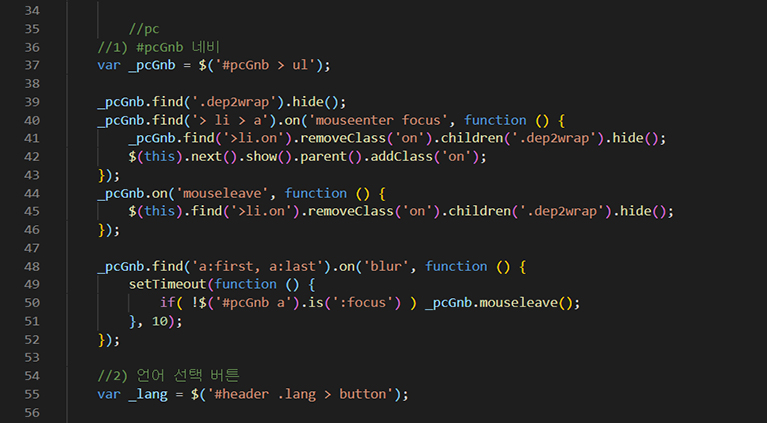 34
35 //pc
36 //1) #pcGnb 네비
37 var _pcGnb = $('#pcGnb > ul');
38
39 _pcGnb.find('.dep2wrap').hide();
40 _pcGnb.find('> li > a').on('mouseenter focus', function () {
41 _pcGnb.find('>li.on').removeClass('on').children('.dep2wrap').hide();
42 $(this).next().show().parent().addClass('on');
43 });
44 _pcGnb.on('mouseleave', function () {
45 $(this).find('>li.on').removeClass('on').children('.dep2wrap').hide();
46 });
47
48 _pcGnb.find('a:first, a:last').on('blur', function () {
49 setTimeout(function () {
50 if( !$('#pcGnb a').is(':focus') ) _pcGnb.mouseleave();
51 }, 10);
52 });
53
54 //2) 언어 선택 버튼
55 var _lang = $('#header .lang > button');
56